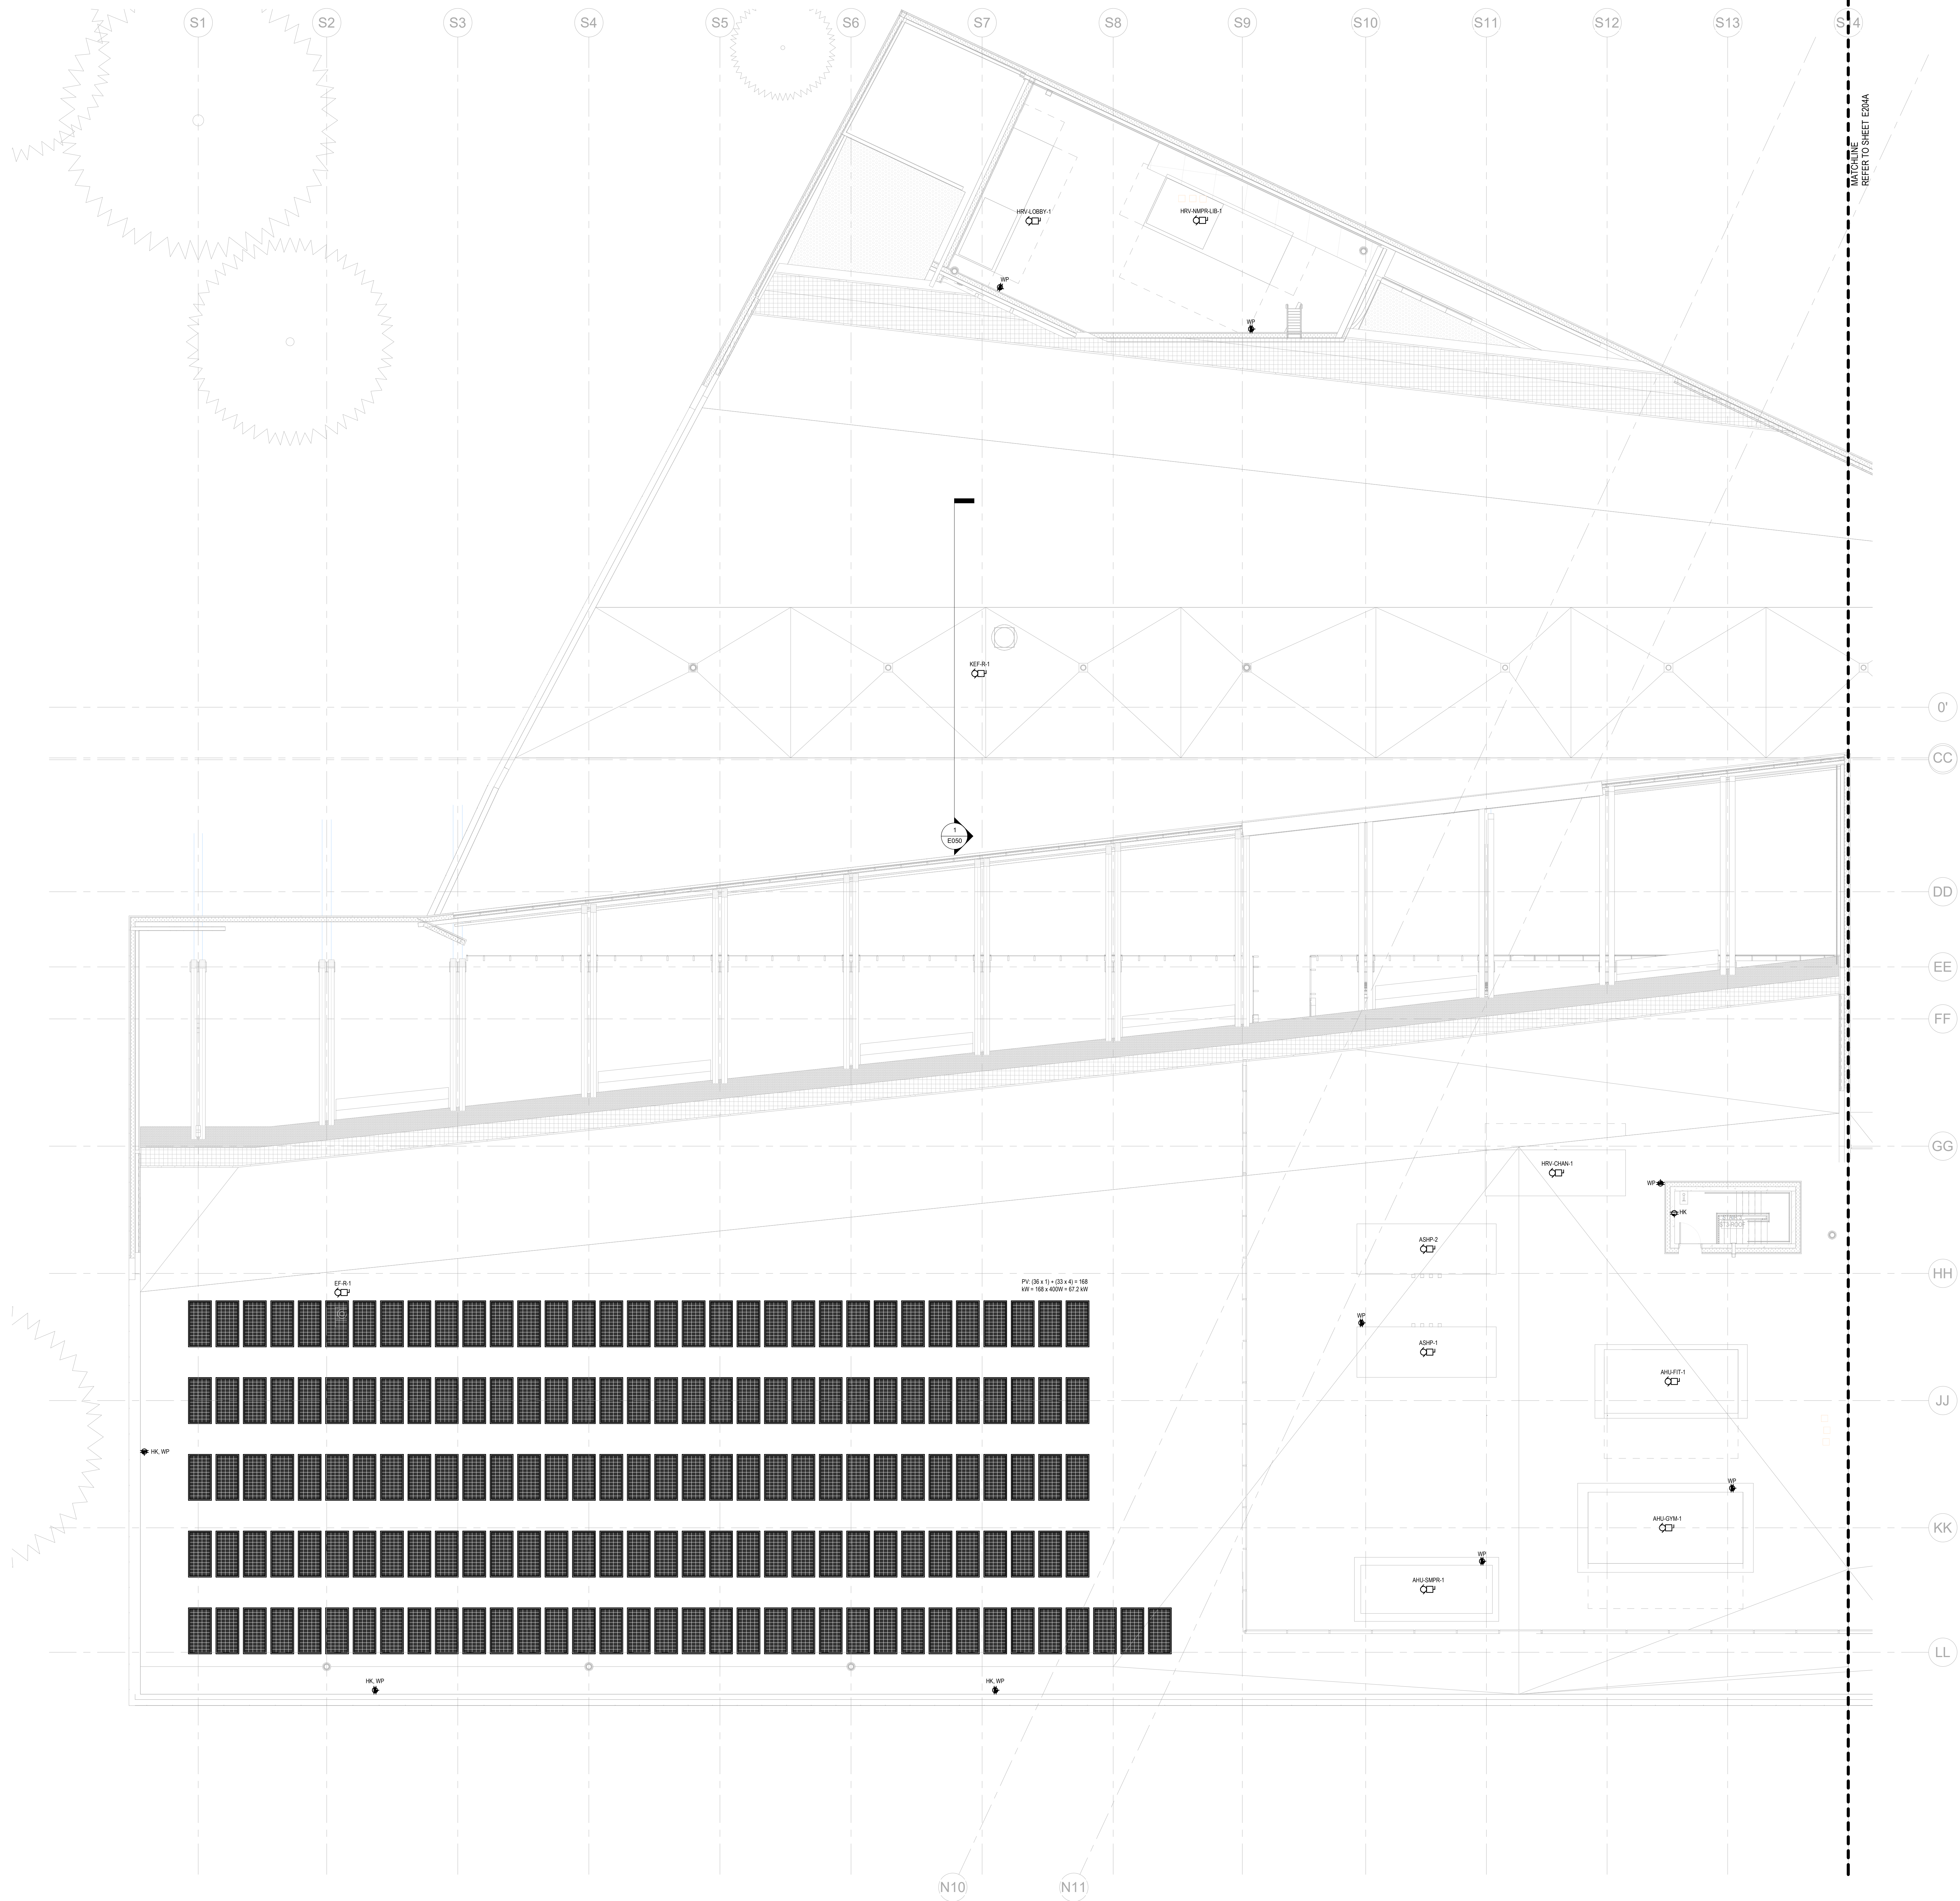 S1 S2 S3 S4 S5 S6 S7 S8 S9 S10 S11 S12 S13 S14
MATCHLINE
REFER TO SHEET E204A
HRV-LOBBY-1
HRV-NMPR-LIB-1
WP
WP
KEF-R-1
0'
CC
1
E050
DD
EE
FF
GG
HRV-CHAN-1
WP
HK
ASHP-2
HH
EF-R-1
PV: (36 x 1) + (33 x 4) = 168
kW = 168 x 400W = 67.2 kW
WP
ASHP-1
AHU-FIT-1
JJ
HK, WP
WP
AHU-GYM-1
KK
WP
AHU-SMPR-1
LL
HK, WP
HK, WP
N10
N11